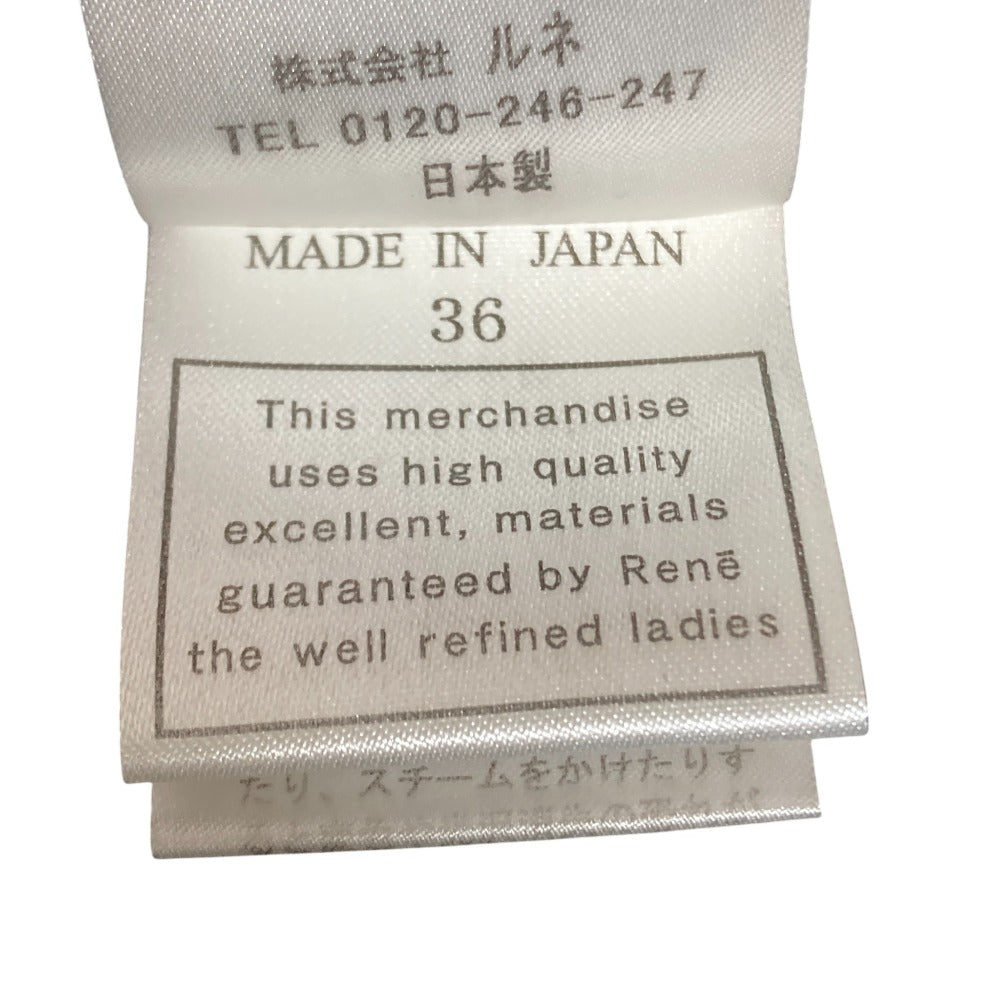 株式会社 ルネ
TEL 0120-246-247
日本製
MADE IN JAPAN
36
This merchandise
uses high quality
excellent, materials
guaranteed by Renē
the well refined ladies
たり、スチームをかけたりす